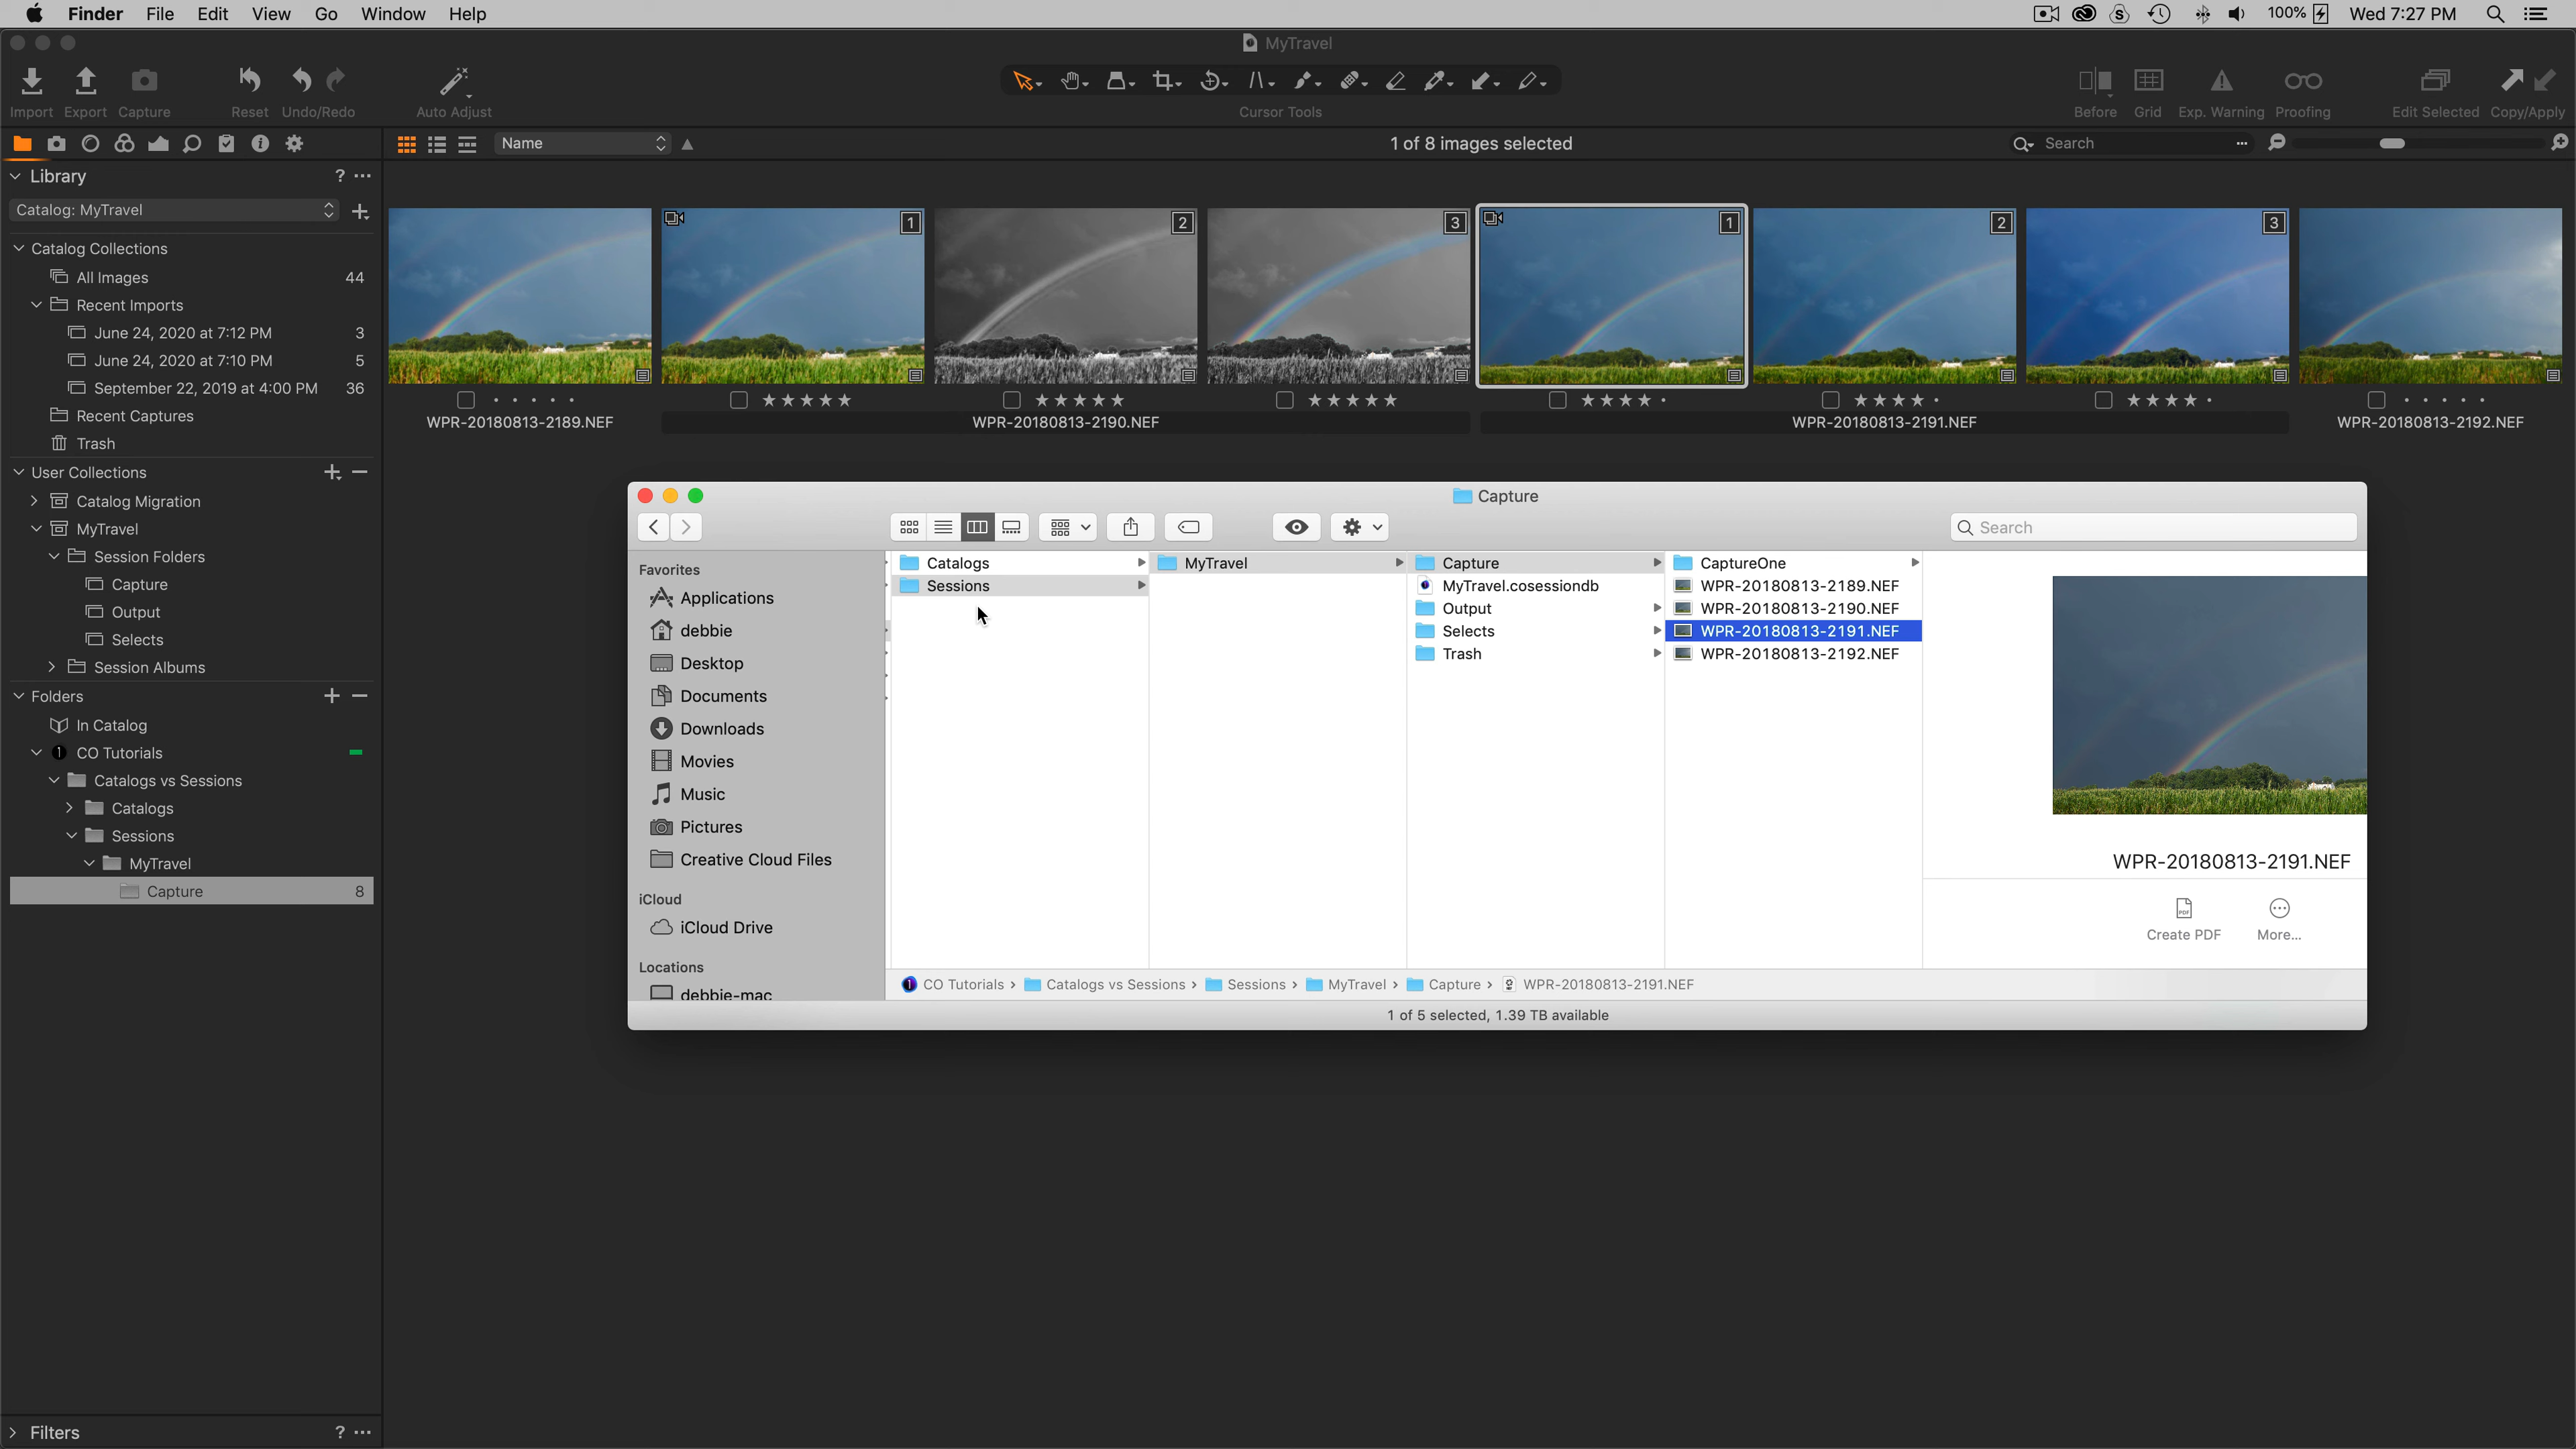 Finder File Edit View Go Window Help 100% Wed 7:27 PM
MyTravel
Import Export Capture Reset Undo/Redo Auto Adjust Cursor Tools Before Grid Exp. Warning Proofing Edit Selected Copy/Apply
Name 1 of 8 images selected Search
Library ?
Catalog: MyTravel
Catalog Collections
All Images 44
Recent Imports
June 24, 2020 at 7:12 PM 3
June 24, 2020 at 7:10 PM 5
September 22, 2019 at 4:00 PM 36
Recent Captures
Trash
User Collections
Catalog Migration
MyTravel
Session Folders
Capture
Output
Selects
Session Albums
Folders
In Catalog
CO Tutorials
Catalogs vs Sessions
Catalogs
Sessions
MyTravel
Capture 8
Filters ?
1 2 3 1 2 3
WPR-20180813-2189.NEF WPR-20180813-2190.NEF WPR-20180813-2191.NEF WPR-20180813-2192.NEF
Capture
Search
Favorites
Applications
debbie
Desktop
Documents
Downloads
Movies
Music
Pictures
Creative Cloud Files
iCloud
iCloud Drive
Locations
debbie-mac
Catalogs
Sessions
MyTravel
Capture
MyTravel.cosessiondb
Output
Selects
Trash
CaptureOne
WPR-20180813-2189.NEF
WPR-20180813-2190.NEF
WPR-20180813-2191.NEF
WPR-20180813-2192.NEF
WPR-20180813-2191.NEF
Create PDF More...
CO Tutorials › Catalogs vs Sessions › Sessions › MyTravel › Capture › WPR-20180813-2191.NEF
1 of 5 selected, 1.39 TB available